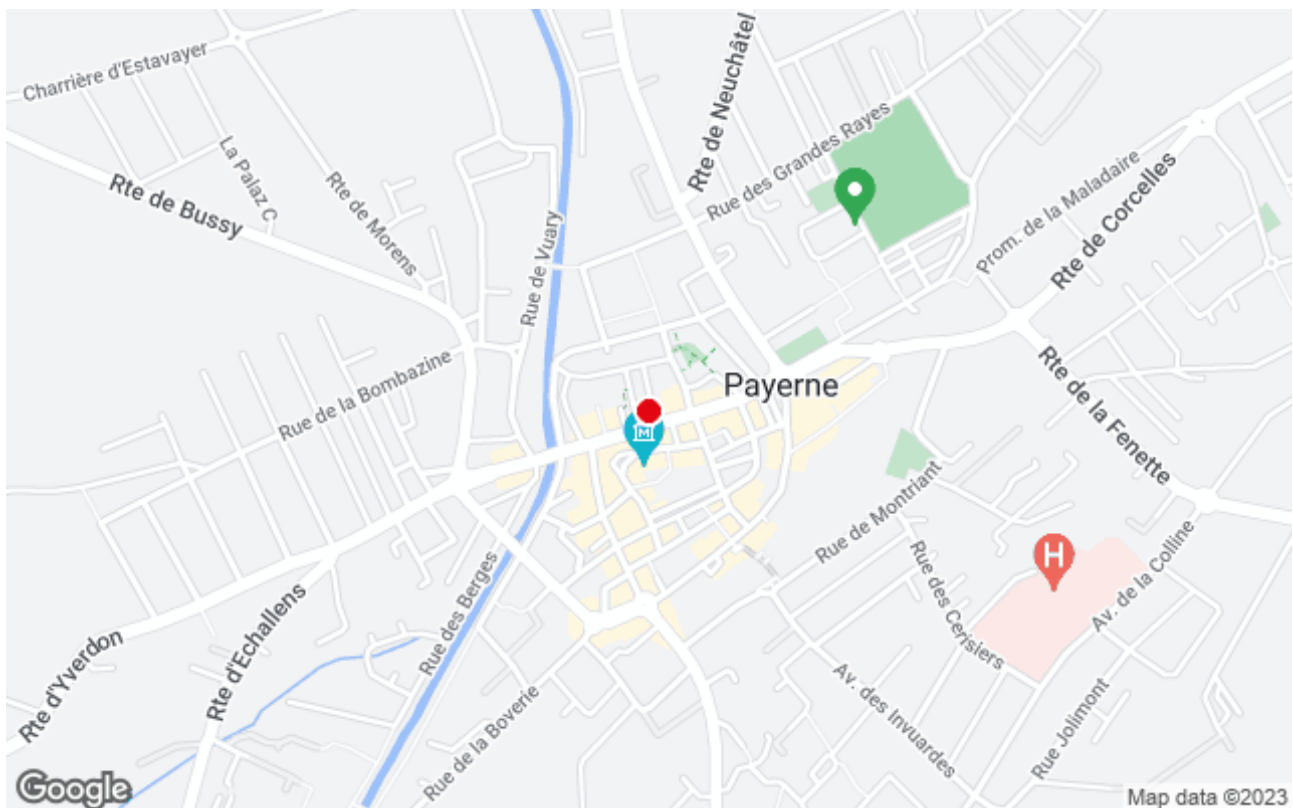 Charrière d'Estavayer
La Palaz C
Rte de Bussy
Rte de Morens
Rue de Vuary
Rte de Neuchâtel
Rue des Grandes Rayes
Prom. de la Maladaire
Rte de Corcelles
Rue de la Bombazine
Payerne
M
Rte de la Fenette
Rue de Montriant
Rue des Cerisiers
H
Av. de la Colline
Rue des Berges
Rte d'Echallens
Rte d'Yverdon
Rue de la Boverie
Av. des Invuardes
Rue Jolimont
Google
Map data ©2023